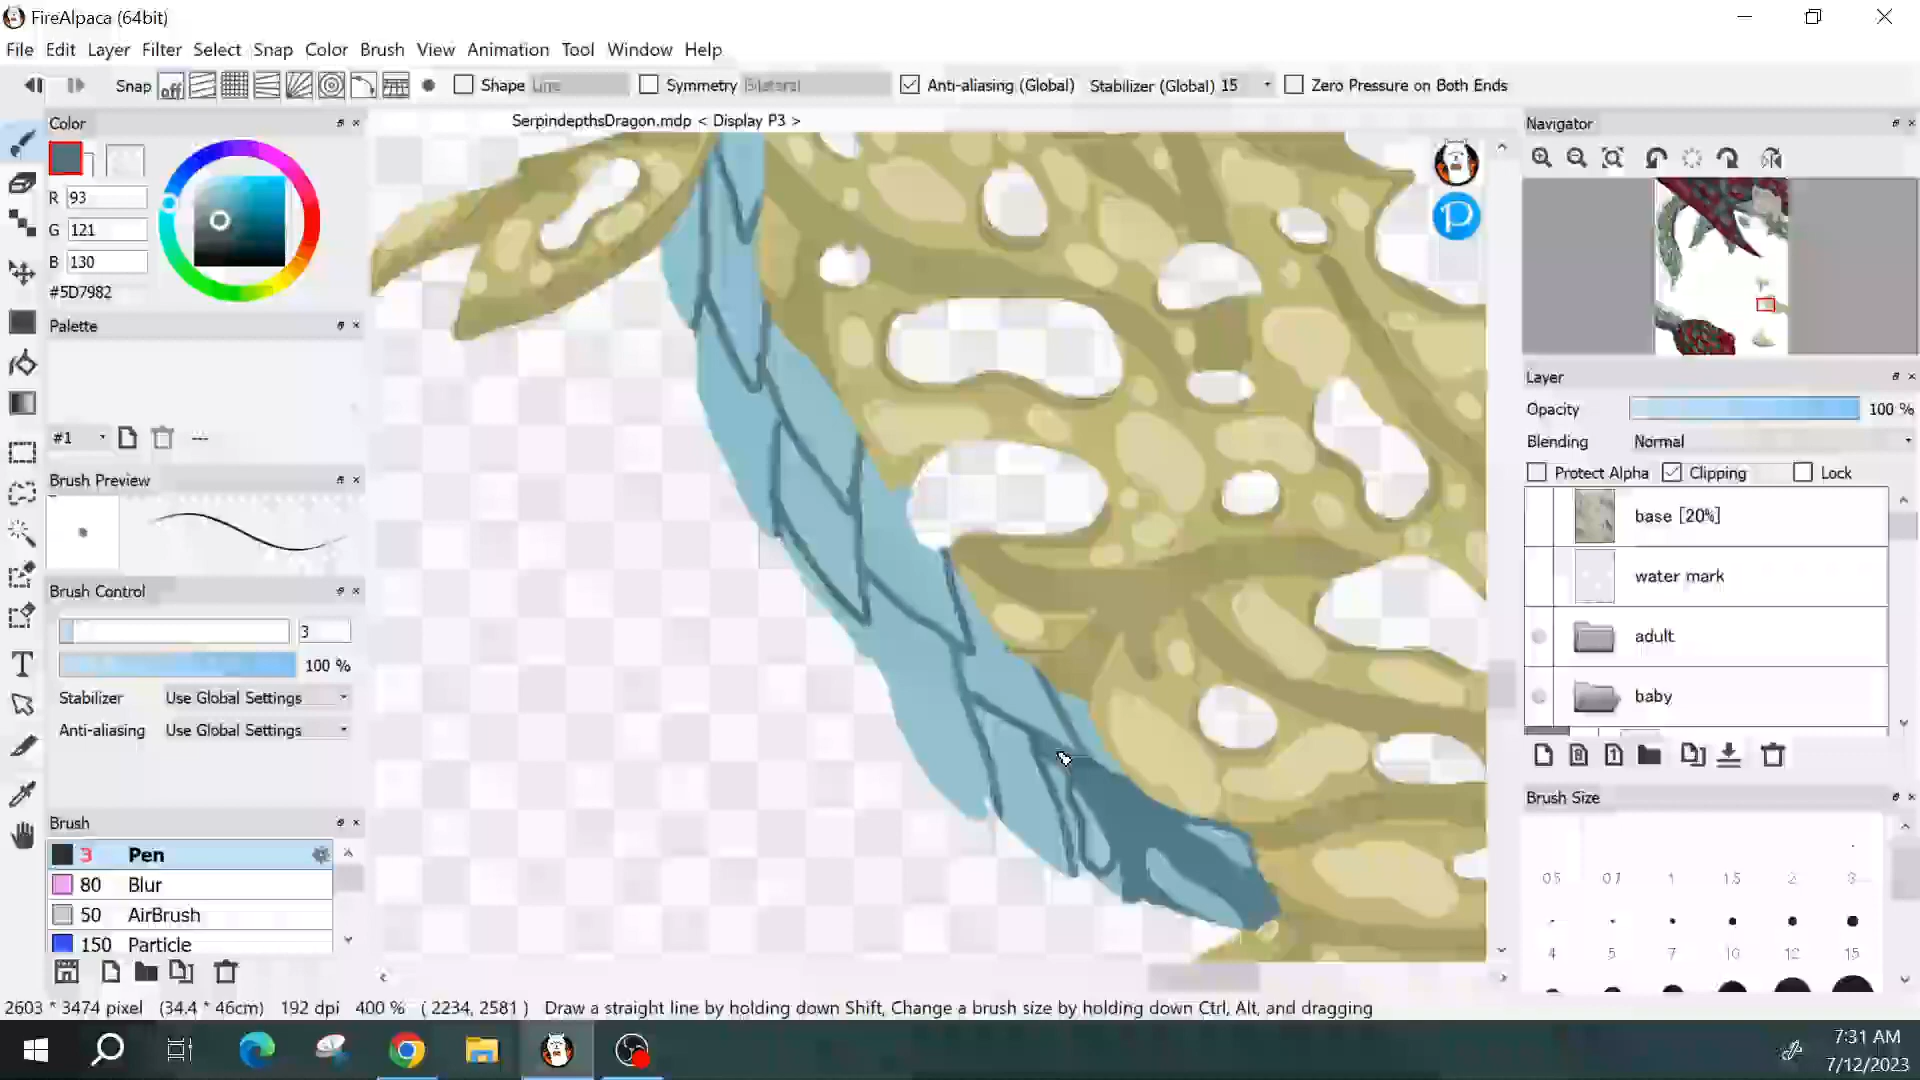 FireAlpaca (64bit)
File Edit Layer Filter Select Snap Color Brush View Animation Tool Window Help
Snap off Shape Line Symmetry Bilateral Anti-aliasing (Global) Stabilizer (Global) 15 Zero Pressure on Both Ends
Color
SerpindepthsDragon.mdp < Display P3 >
Navigator
R 93
G 121
B 130
#5D7982
Palette
#1
---
Brush Preview
Brush Control
3
100 %
Stabilizer Use Global Settings
Anti-aliasing Use Global Settings
Brush
3 Pen
80 Blur
50 AirBrush
150 Particle
Layer
Opacity 100 %
Blending Normal
Protect Alpha Clipping Lock
base [20%]
water mark
adult
baby
8 1
Brush Size
1 1.5 2 3
4 5 7 10 12 15
2603 * 3474 pixel (34.4 * 46cm) 192 dpi 400 % ( 2234, 2581 ) Draw a straight line by holding down Shift, Change a brush size by holding down Ctrl, Alt, and dragging
7:31 AM
7/12/2023